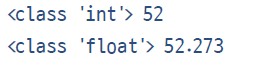 <class 'int'> 52
<class 'float'> 52.273